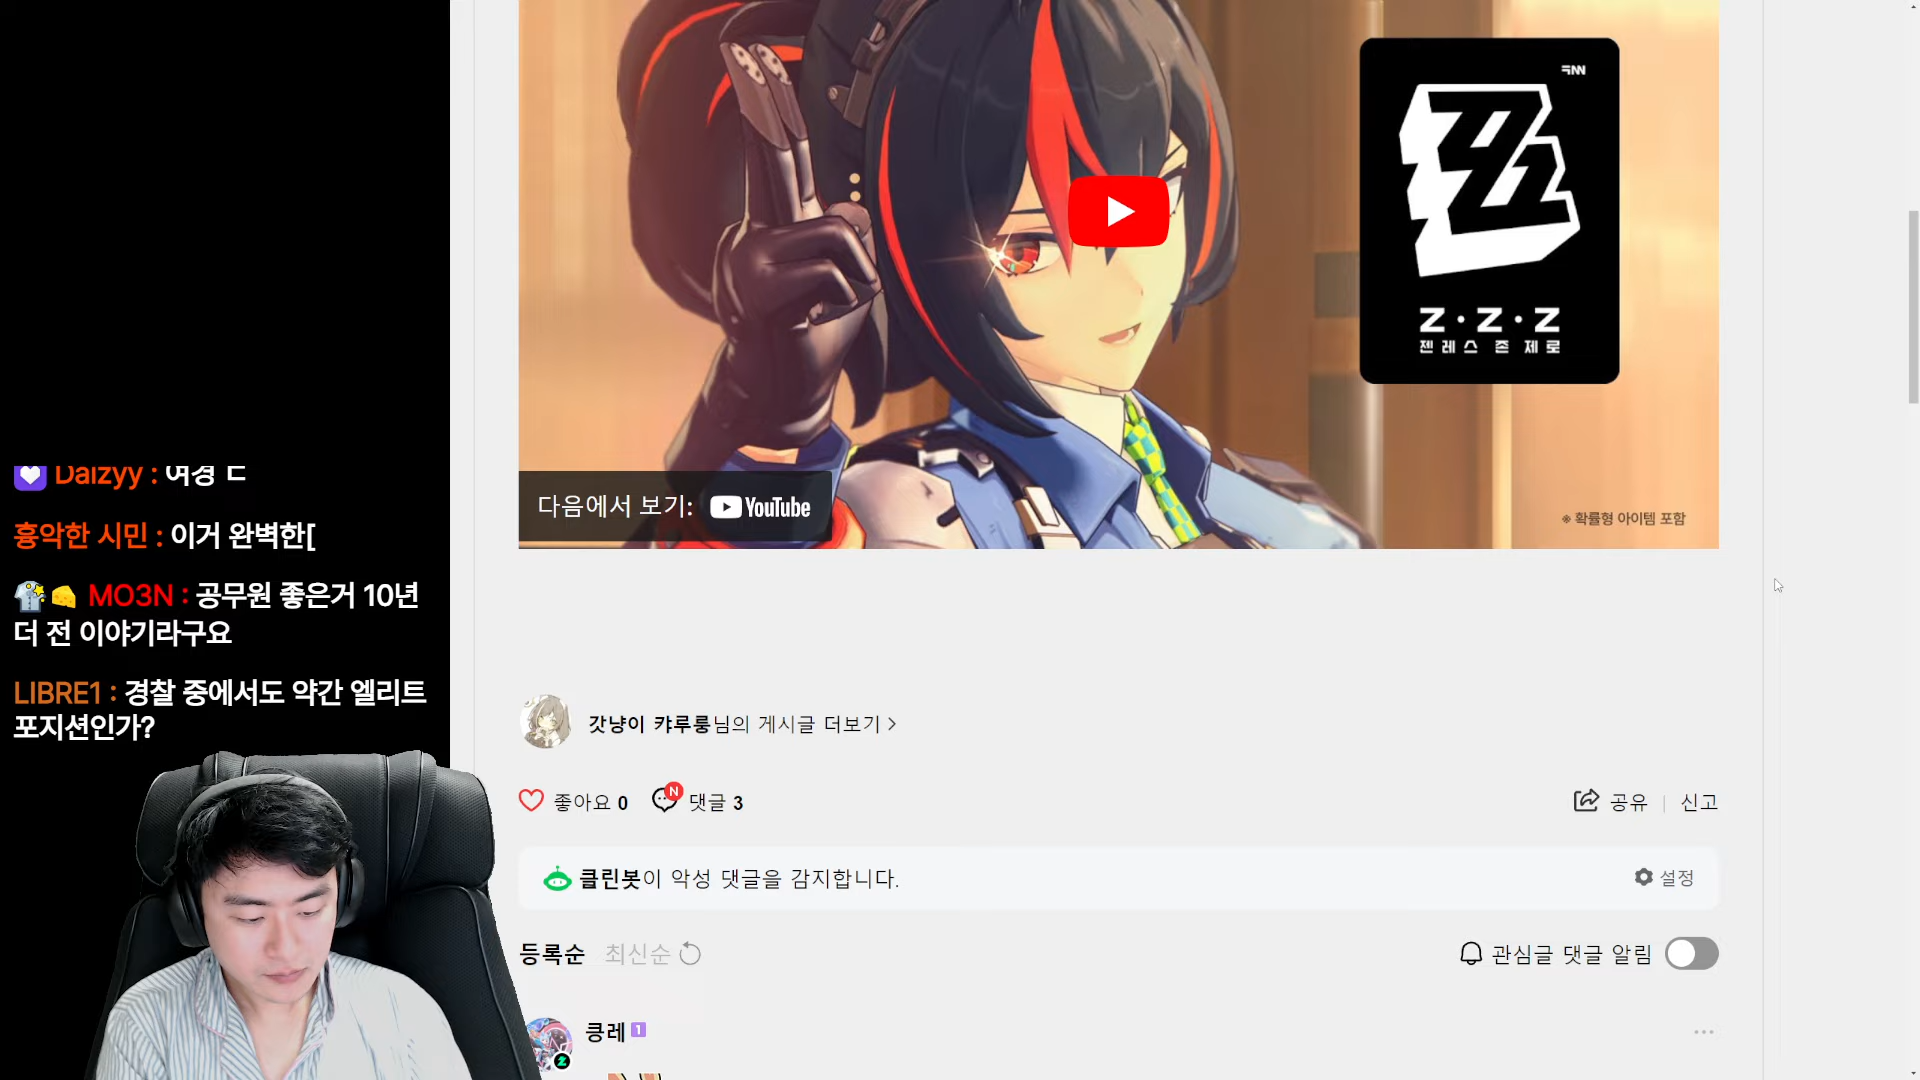 Daizyy : 여경 ㄷ
흉악한 시민 : 이거 완벽한[
MO3N : 공무원 좋은거 10년
더 전 이야기라구요
LIBRE1 : 경찰 중에서도 약간 엘리트
포지션인가?
Z·Z·Z
젠레스 존 제로
다음에서 보기: YouTube
※ 확률형 아이템 포함
갓냥이 캬루룽님의 게시글 더보기
좋아요 0
N
댓글 3
공유
신고
클린봇이 악성 댓글을 감지합니다.
설정
등록순 최신순
관심글 댓글 알림
킁레 1